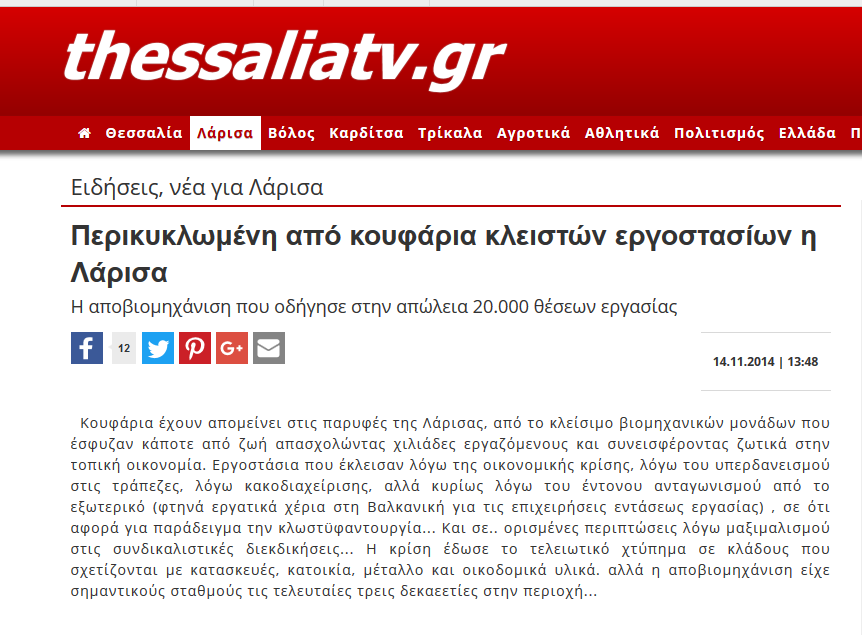 thessaliatv.gr
Θεσσαλία Λάρισα Βόλος Καρδίτσα Τρίκαλα Αγροτικά Αθλητικά Πολιτισμός Ελλάδα Π
Ειδήσεις, νέα για Λάρισα
Περικυκλωμένη από κουφάρια κλειστών εργοστασίων η
Λάρισα
Η αποβιομηχάνιση που οδήγησε στην απώλεια 20.000 θέσεων εργασίας
12
G+
14.11.2014 | 13:48
Κουφάρια έχουν απομείνει στις παρυφές της Λάρισας, από το κλείσιμο βιομηχανικών μονάδων που
έσφυζαν κάποτε από ζωή απασχολώντας χιλιάδες εργαζόμενους και συνεισφέροντας ζωτικά στην
τοπική οικονομία. Εργοστάσια που έκλεισαν λόγω της οικονομικής κρίσης, λόγω του υπερδανεισμού
στις τράπεζες, λόγω κακοδιαχείρισης, αλλά κυρίως λόγω του έντονου ανταγωνισμού από το
εξωτερικό (φτηνά εργατικά χέρια στη Βαλκανική για τις επιχειρήσεις εντάσεως εργασίας) , σε ότι
αφορά για παράδειγμα την κλωστϋφαντουργία... Και σε.. ορισμένες περιπτώσεις λόγω μαξιμαλισμού
στις συνδικαλιστικές διεκδικήσεις... Η κρίση έδωσε το τελειωτικό χτύπημα σε κλάδους που
σχετίζονται με κατασκευές, κατοικία, μέταλλο και οικοδομικά υλικά. αλλά η αποβιομηχάνιση είχε
σημαντικούς σταθμούς τις τελευταίες τρεις δεκαεετίες στην περιοχή...